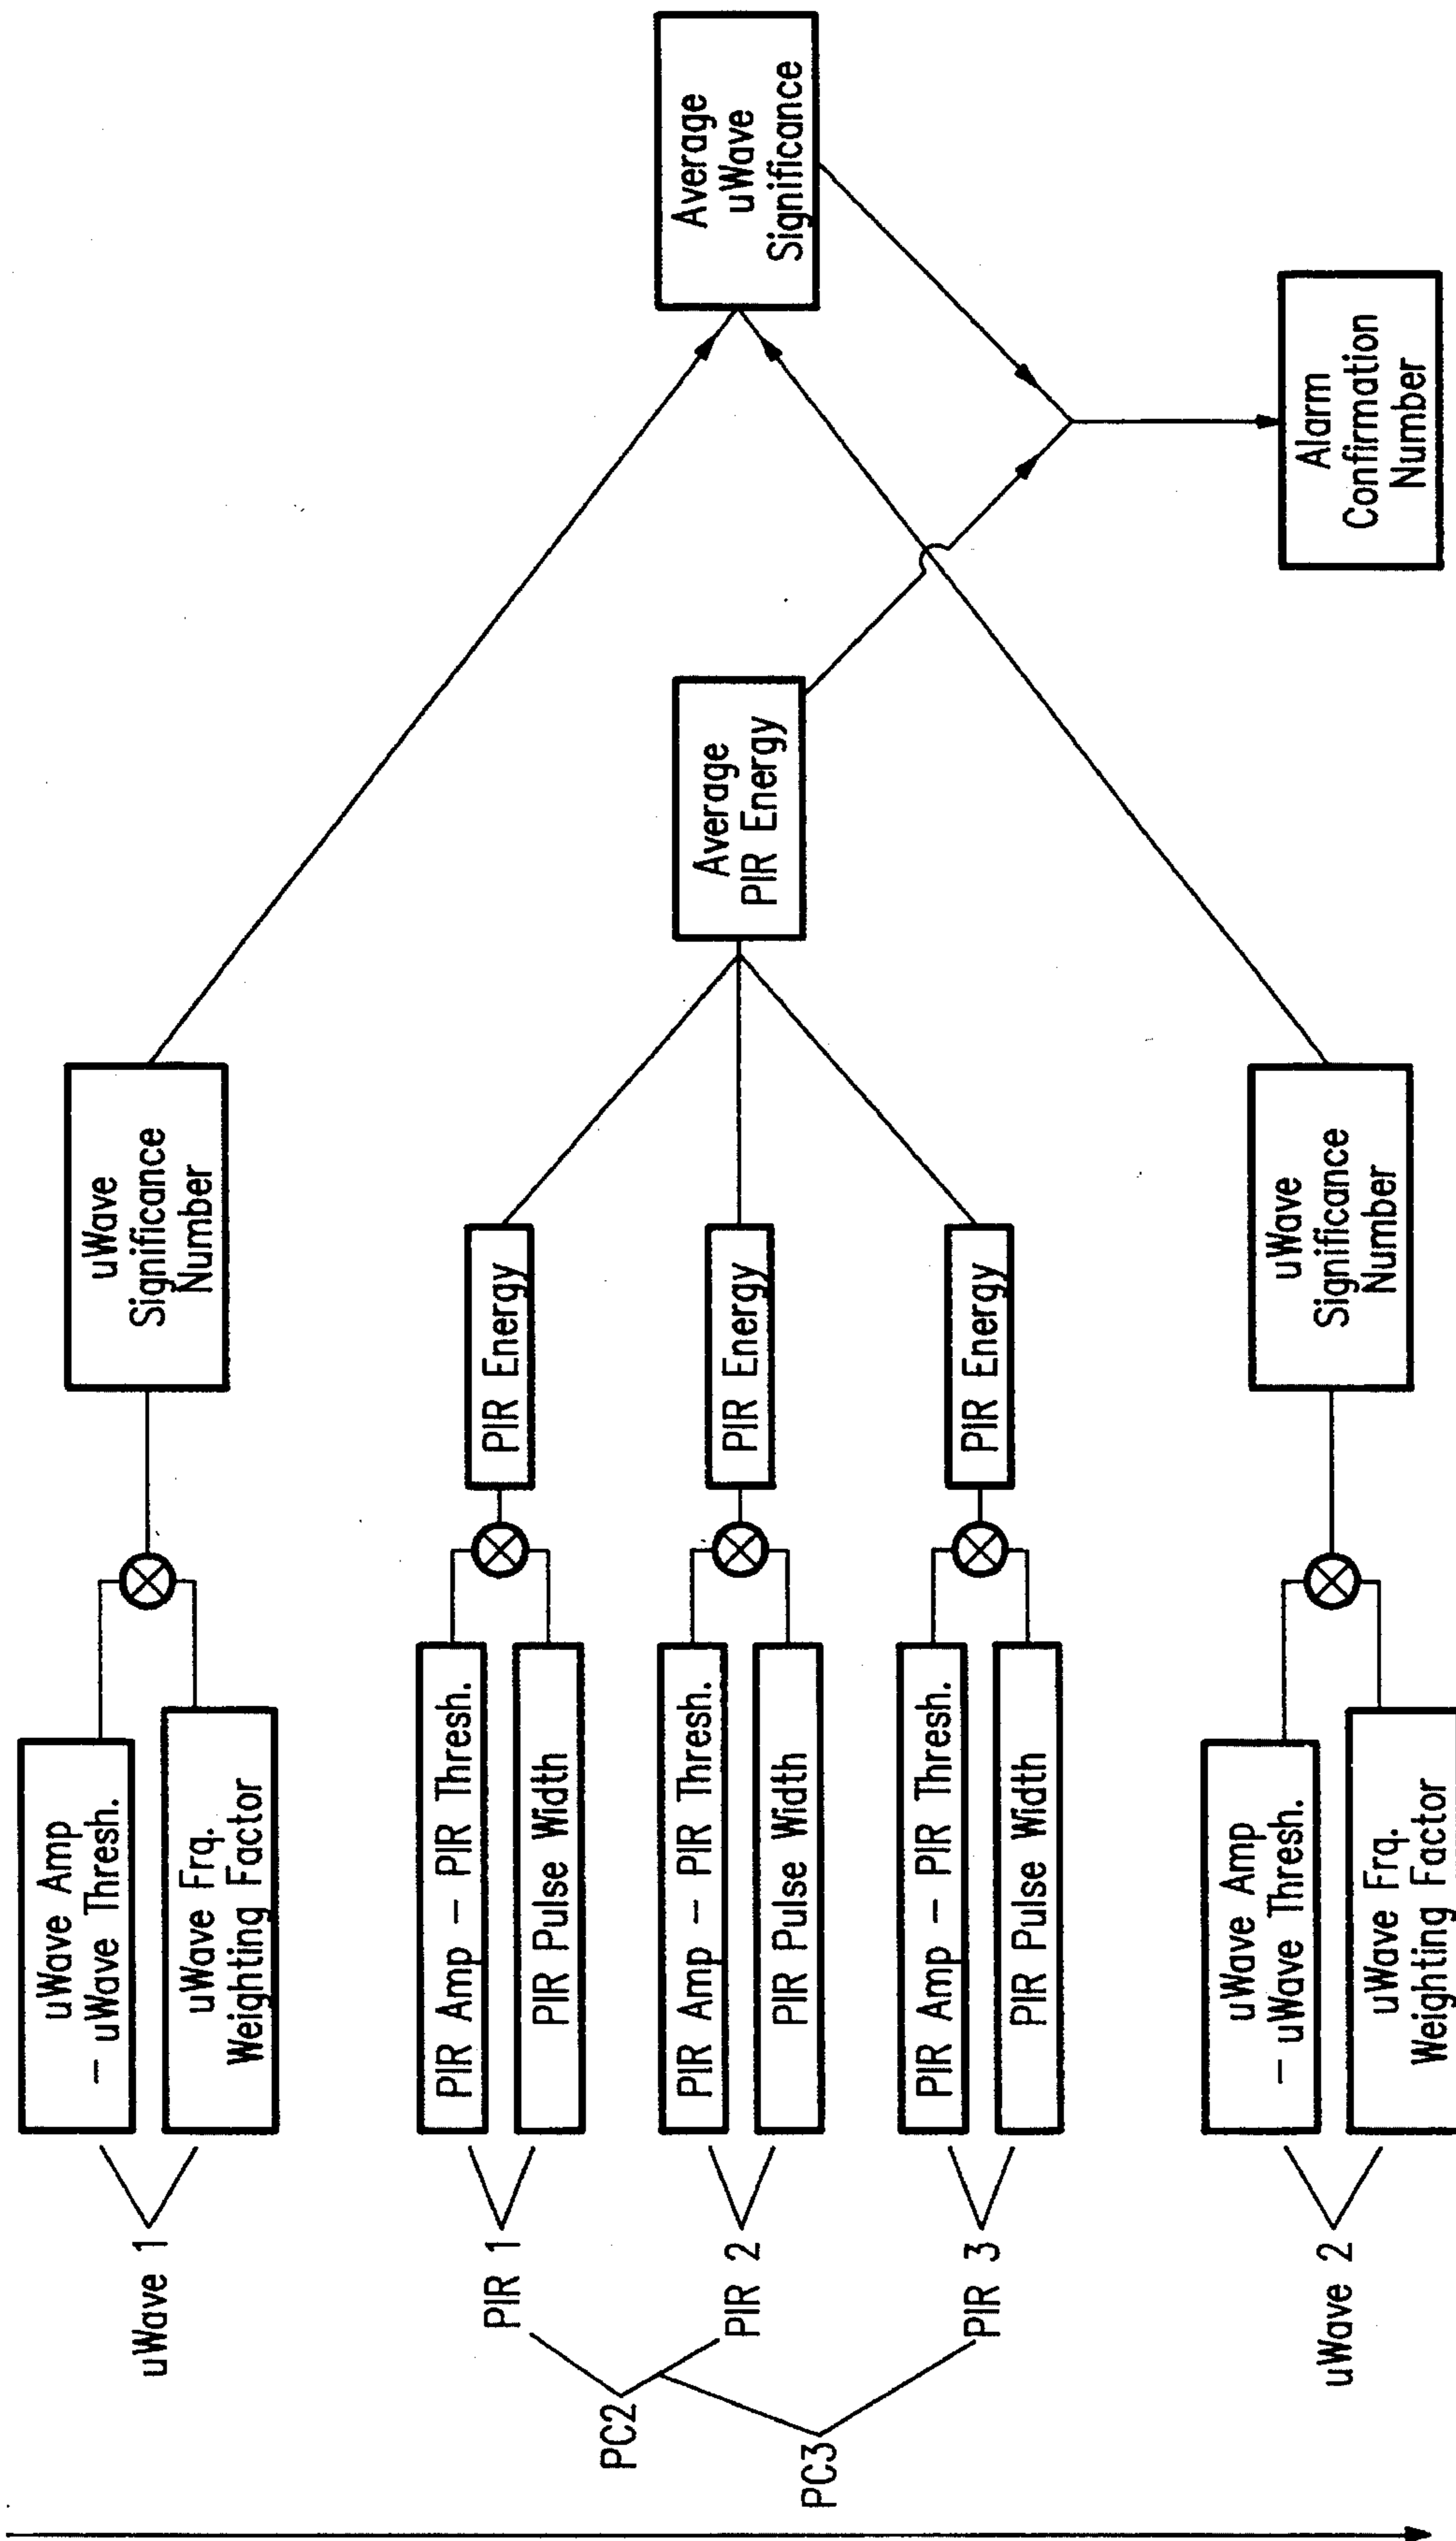 uWave 1
uWave Amp
– uWave Thresh.
uWave Frq.
Weighting Factor
uWave
Significance
Number
PC2
PC3
PIR 1
PIR Amp – PIR Thresh.
PIR Pulse Width
PIR Energy
PIR 2
PIR Amp – PIR Thresh.
PIR Pulse Width
PIR Energy
PIR 3
PIR Amp – PIR Thresh.
PIR Pulse Width
PIR Energy
Average
PIR Energy
Average
uWave
Significance
uWave 2
uWave Amp
– uWave Thresh.
uWave Frq.
Weighting Factor
uWave
Significance
Number
Alarm
Confirmation
Number